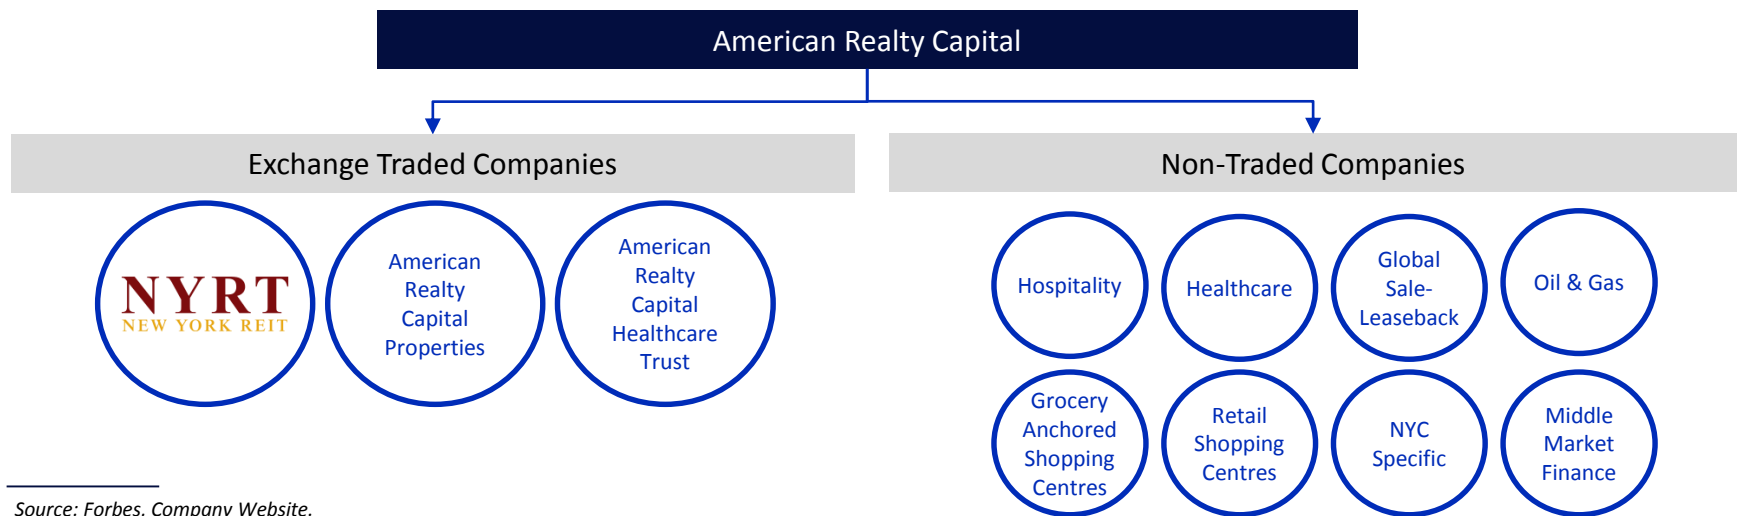 American Realty Capital
Exchange Traded Companies
NYRT
NEW YORK REIT
American
Realty
Capital
Properties
American
Realty
Capital
Healthcare
Trust
Non-Traded Companies
Hospitality
Healthcare
Global
Sale-
Leaseback
Oil & Gas
Grocery
Anchored
Shopping
Centres
Retail
Shopping
Centres
NYC
Specific
Middle
Market
Finance
Source: Forbes, Company Website.